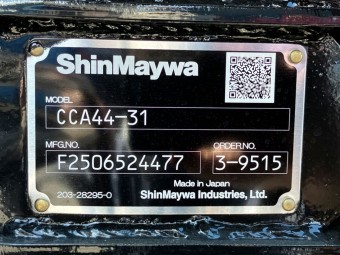 ShinMaywa
MODEL
CCA44-31
MFG.NO. ORDER.NO.
F2506524477 3-9515
Made in Japan
203-28295-0 ShinMaywa Industries, Ltd.